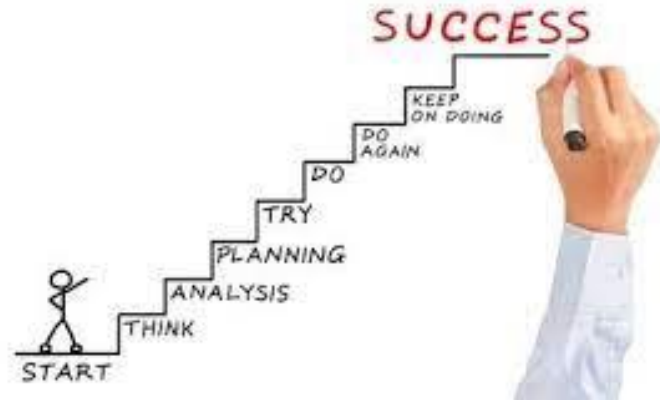 SUCCESS
KEEP
ON DOING
DO
AGAIN
DO
TRY
PLANNING
ANALYSIS
THINK
START